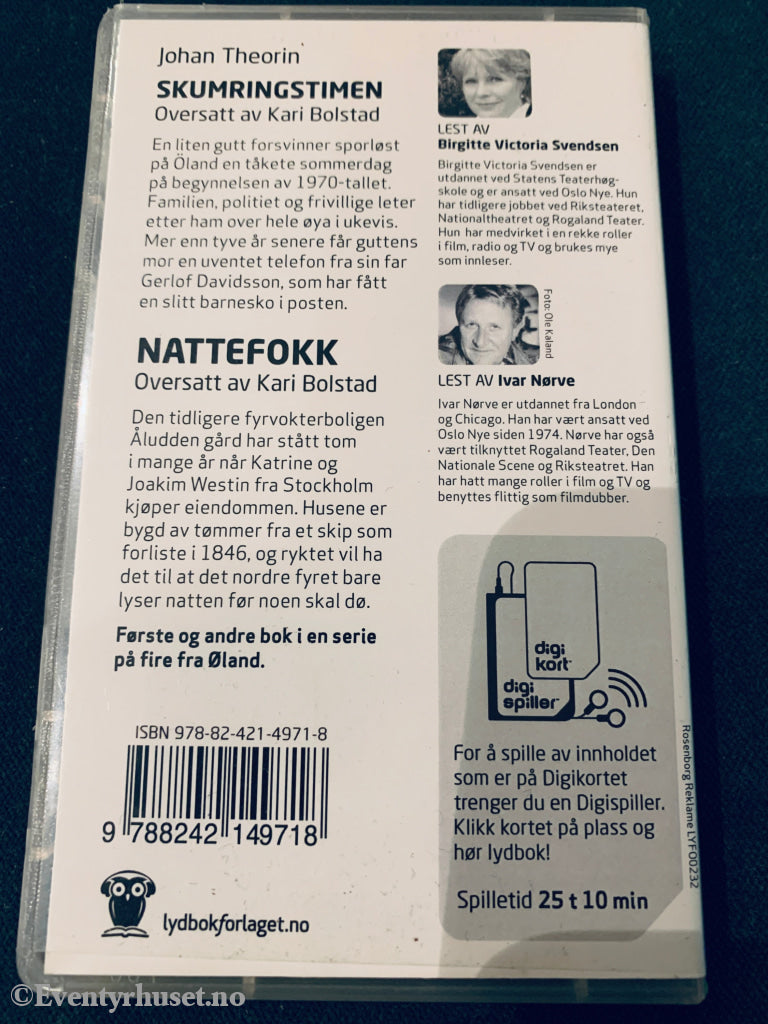 Johan Theorin
SKUMRINGSTIMEN
Oversatt av Kari Bolstad
En liten gutt forsvinner sporløst
på Öland en tåkete sommerdag
på begynnelsen av 1970-tallet.
Familien, politiet og frivillige leter
etter ham over hele øya i ukevis.
Mer enn tyve år senere får guttens
mor en uventet telefon fra sin far
Gerlof Davidsson, som har fått
en slitt barnesko i posten.
NATTEFOKK
Oversatt av Kari Bolstad
Den tidligere fyrvokterboligen
Åludden gård har stått tom
i mange år når Katrine og
Joakim Westin fra Stockholm
kjøper eiendommen. Husene er
bygd av tømmer fra et skip som
forliste i 1846, og ryktet vil ha
det til at det nordre fyret bare
lyser natten før noen skal dø.
Første og andre bok i en serie
på fire fra Øland.
ISBN 978-82-421-4971-8
9 788242 149718
lydbokforlaget.no
LEST AV
Birgitte Victoria Svendsen
Birgitte Victoria Svendsen er
utdannet ved Statens Teaterhøg-
skole og er ansatt ved Oslo Nye. Hun
har tidligere jobbet ved Riksteateret,
Nationaltheatret og Rogaland Teater.
Hun har medvirket i en rekke roller
i film, radio og TV og brukes mye
som innleser.
Foto: Ole Kaland
LEST AV Ivar Nørve
Ivar Nørve er utdannet fra London
og Chicago. Han har vært ansatt ved
Oslo Nye siden 1974. Nørve har også
vært tilknyttet Rogaland Teater, Den
Nationale Scene og Riksteatret. Han
har hatt mange roller i film og TV og
benyttes flittig som filmdubber.
digi
kort™
digi
spiller™
For å spille av innholdet
som er på Digikortet
trenger du en Digispiller.
Klikk kortet på plass og
hør lydbok!
Spilletid 25 t 10 min
Rosenborg Reklame LYFO0232
©Eventyrhuset.no